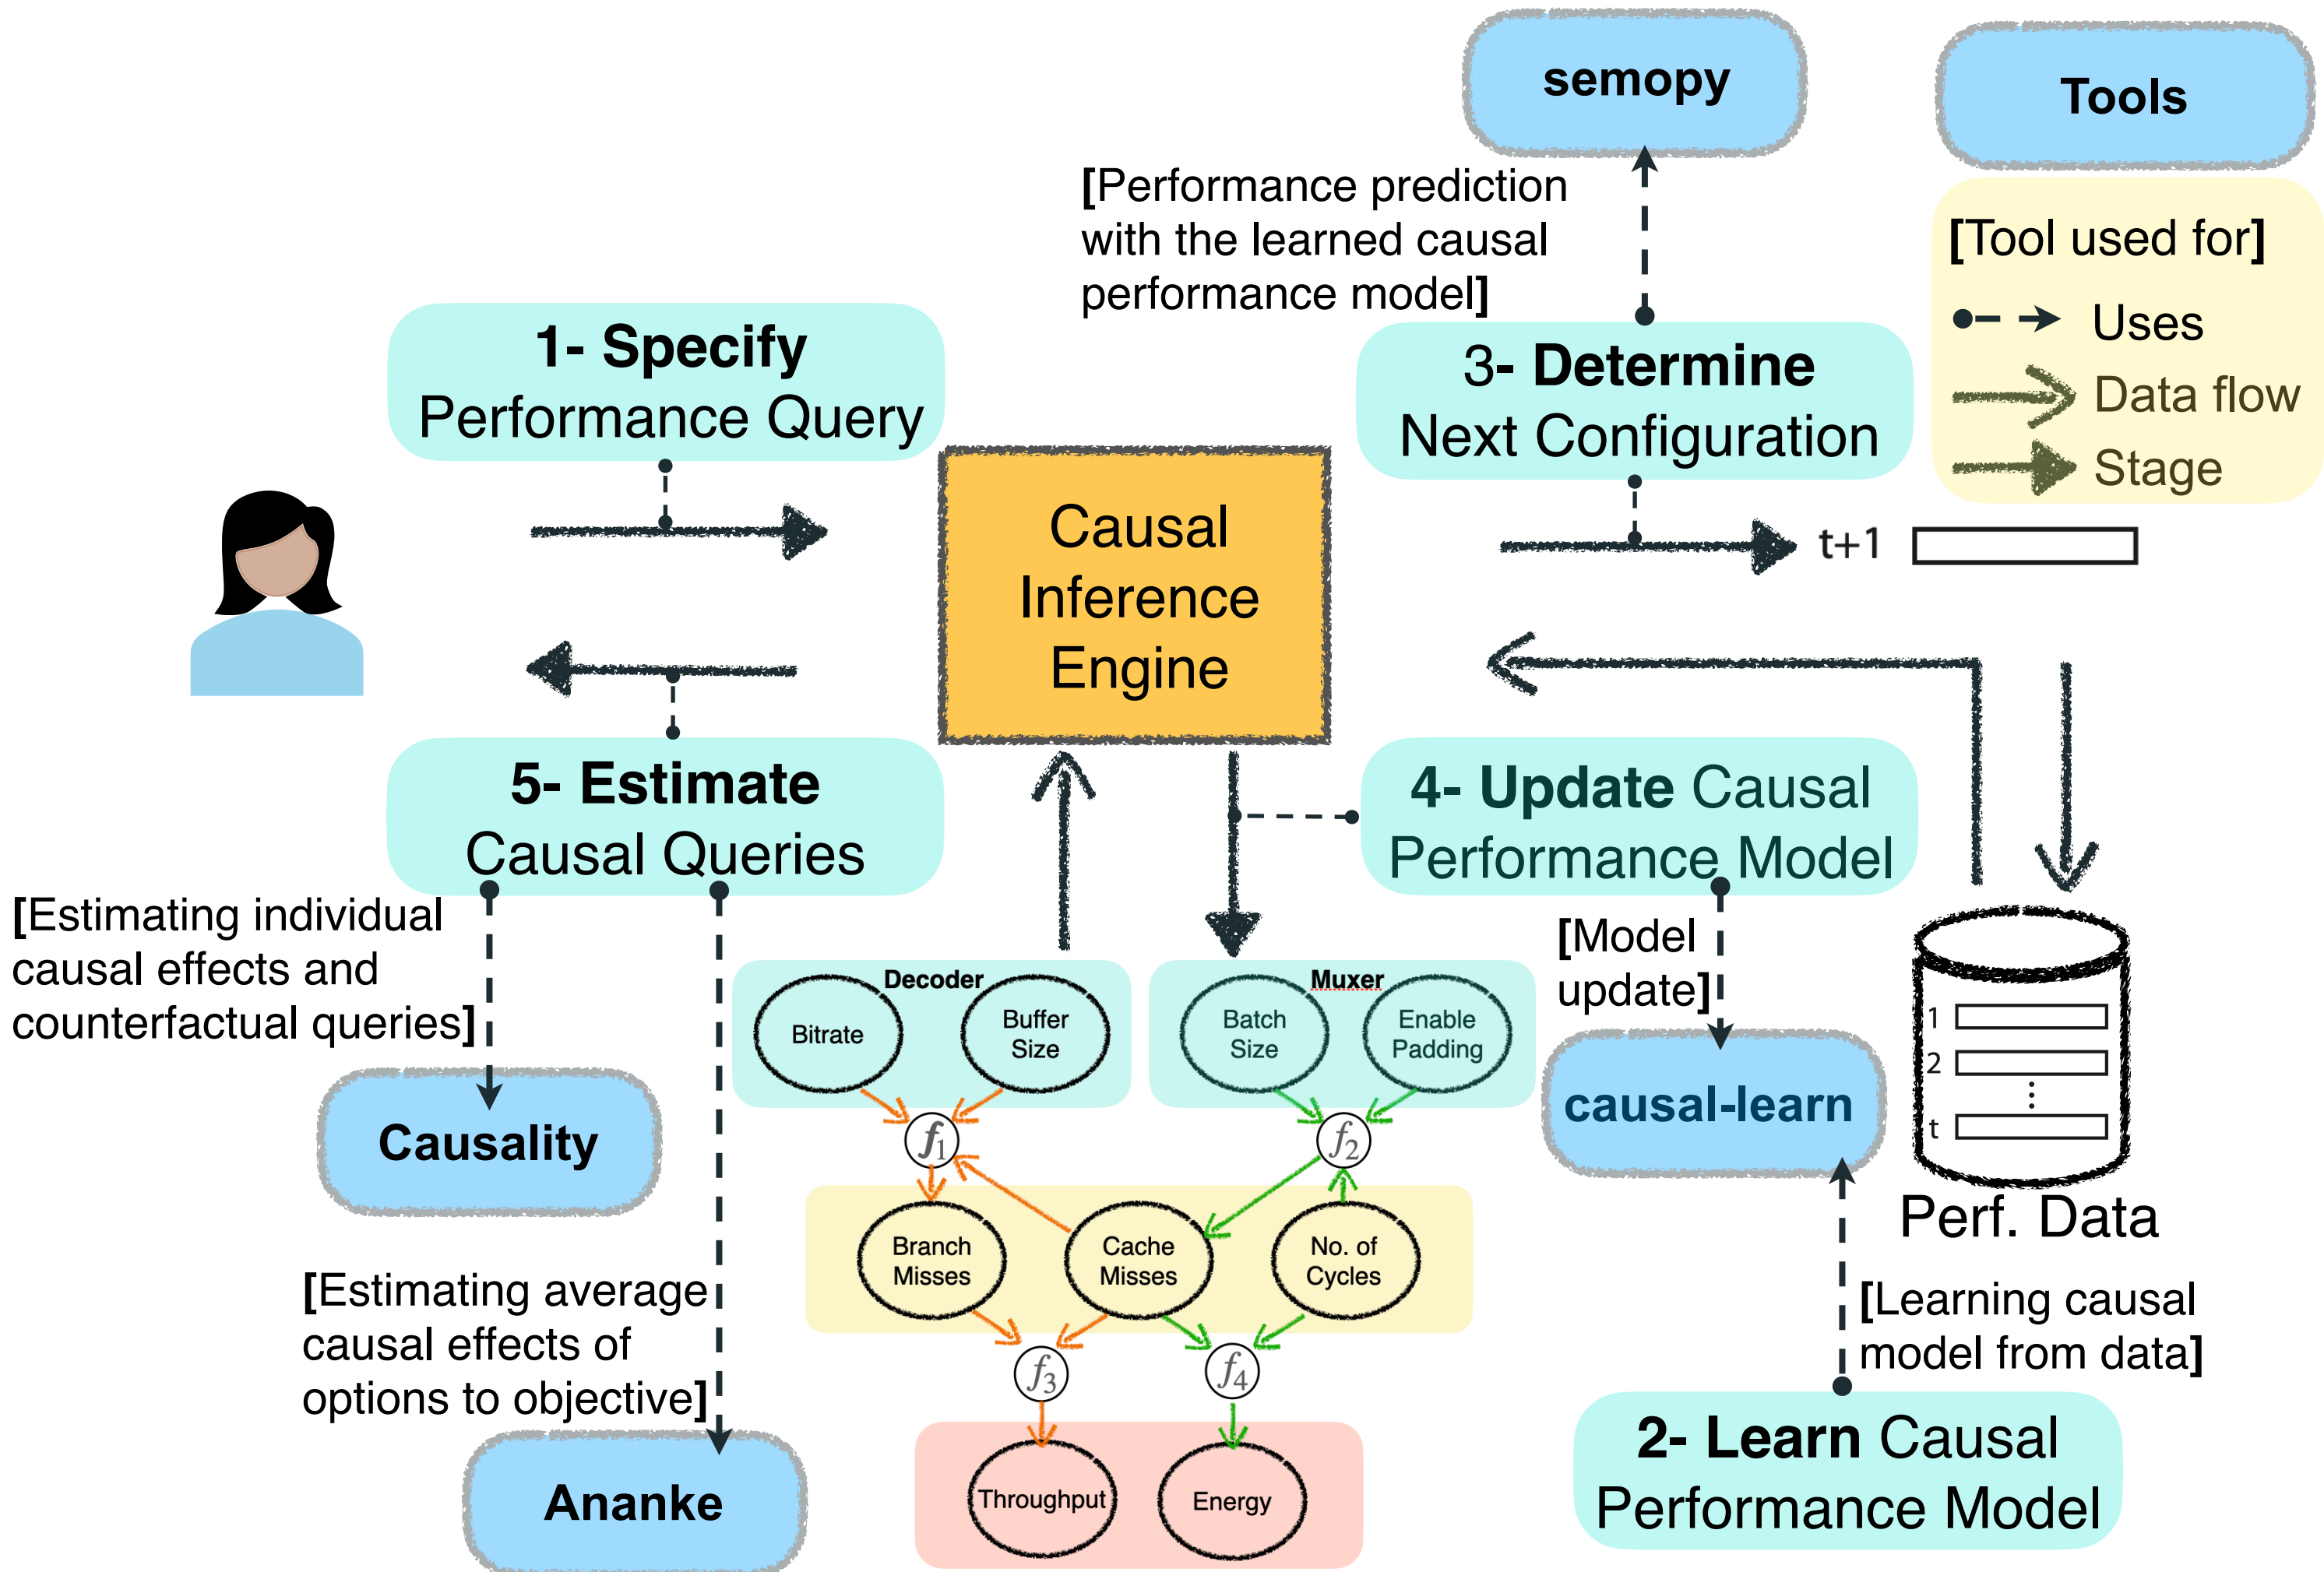 semopy
Tools
[Performance prediction
with the learned causal
performance model]
[Tool used for]
Uses
Data flow
Stage
1- Specify
Performance Query
3- Determine
Next Configuration
Causal
Inference
Engine
t+1
5- Estimate
Causal Queries
4- Update Causal
Performance Model
[Estimating individual
causal effects and
counterfactual queries]
[Model
update]
Decoder
Bitrate
Buffer
Size
Muxer
Batch
Size
Enable
Padding
1
2
⋮
t
Perf. Data
Causality
causal-learn
f1
f2
Branch
Misses
Cache
Misses
No. of
Cycles
[Estimating average
causal effects of
options to objective]
[Learning causal
model from data]
f3
f4
Ananke
Throughput
Energy
2- Learn Causal
Performance Model